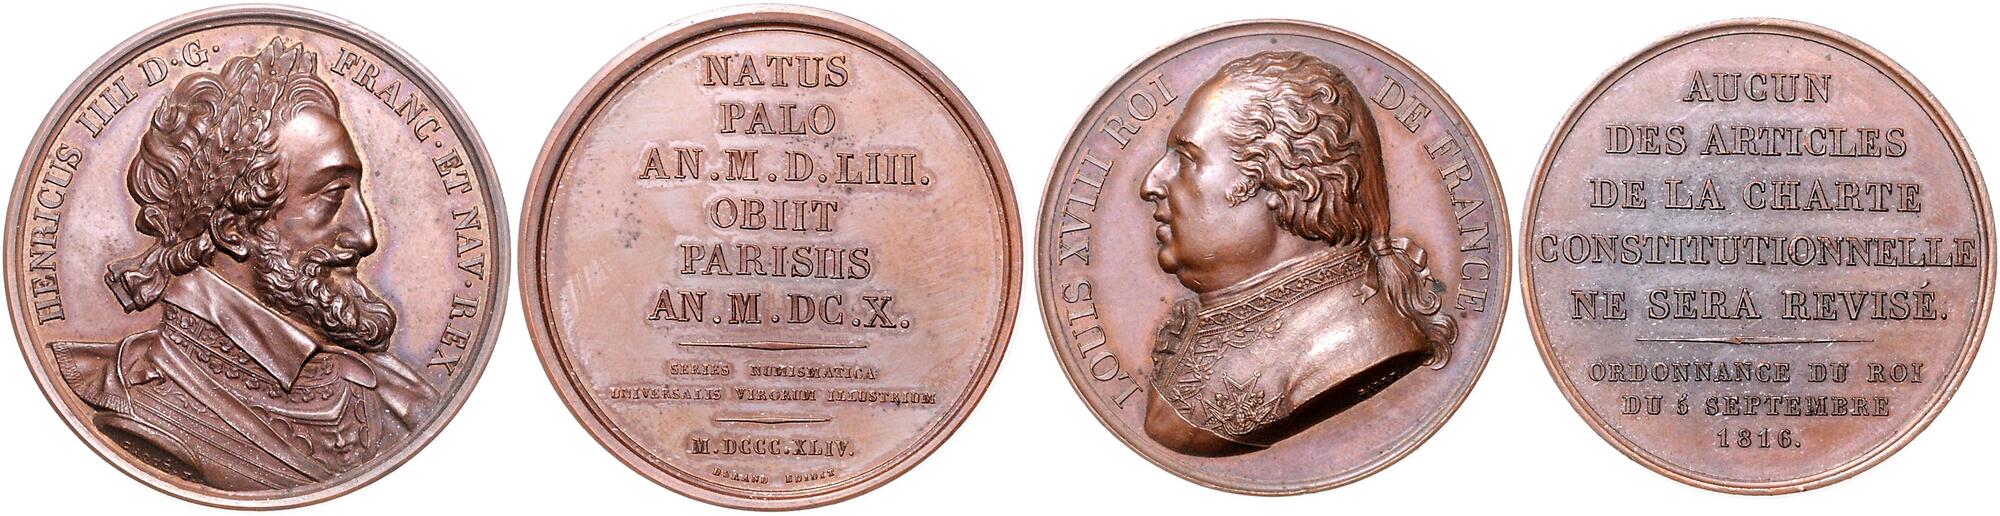 HENRICUS IIII D·G· FRANC·ET NAV·REX
NATUS
PALO
AN.M.D.LIII.
OBIIT
PARISIIS
AN.M.DC.X.
SERIES NUMISMATICA
UNIVERSALIS VIRORUM ILLUSTRIUM
M.DCCC.XLIV.
DURAND EDIDIT
LOUIS XVIII ROI DE FRANCE.
AUCUN
DES ARTICLES
DE LA CHARTE
CONSTITUTIONNELLE
NE SERA REVISÉ.
ORDONNANCE DU ROI
DU 5 SEPTEMBRE
1816.